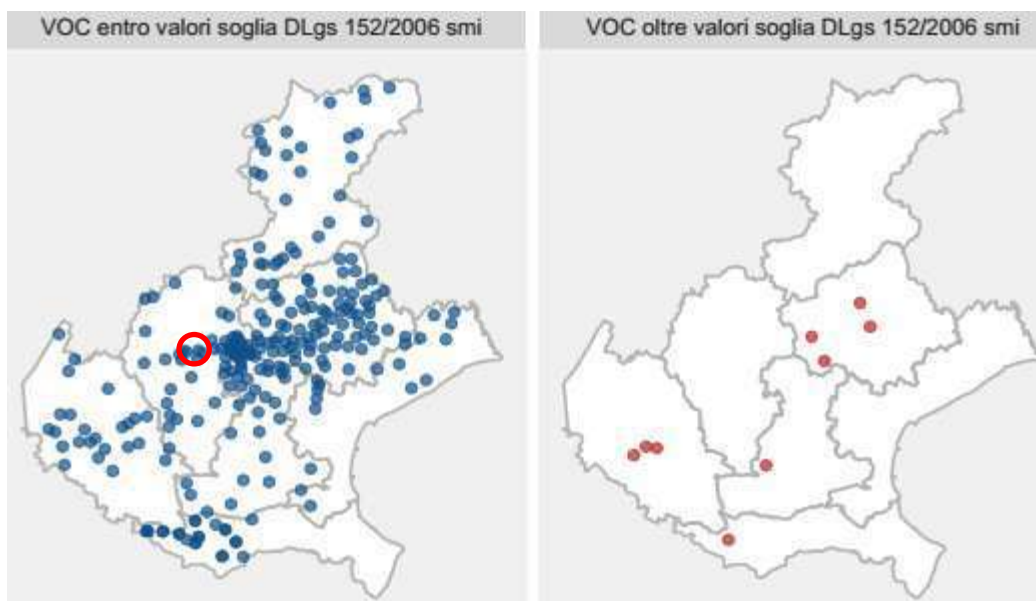 VOC entro valori soglia DLgs 152/2006 smi
VOC oltre valori soglia DLgs 152/2006 smi